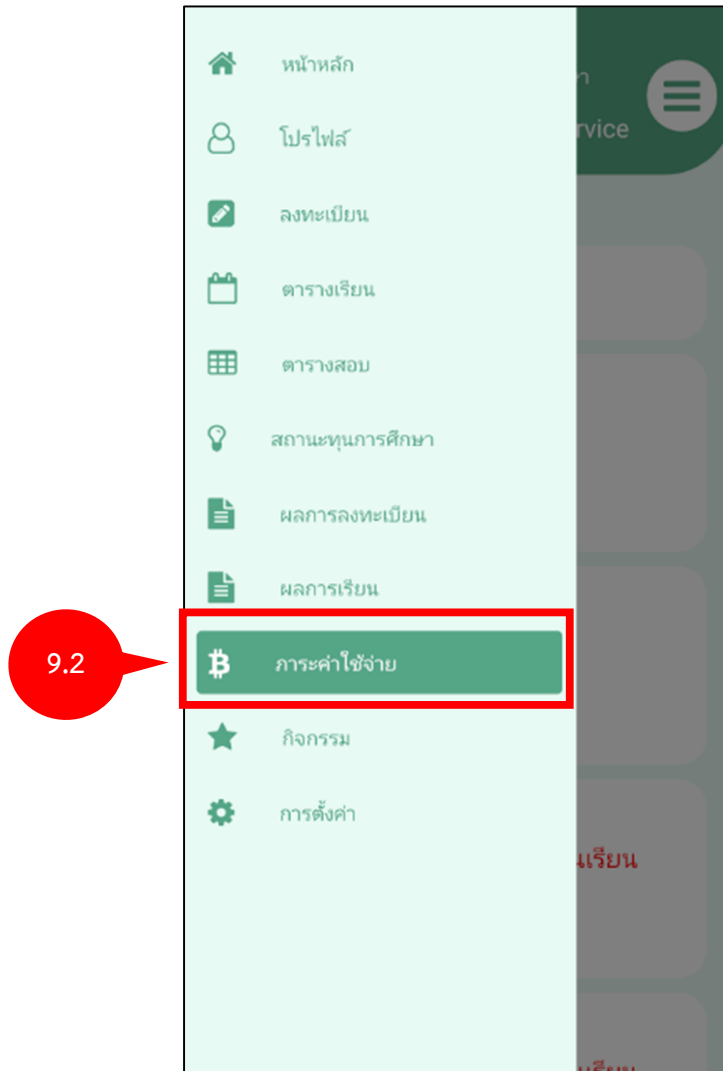 หน้าหลัก
โปรไฟล์
rvice
ลงทะเบียน
ตารางเรียน
ตารางสอบ
สถานะทุนการศึกษา
ผลการลงทะเบียน
ผลการเรียน
9.2
ภาระค่าใช้จ่าย
กิจกรรม
การตั้งค่า
นเรียน